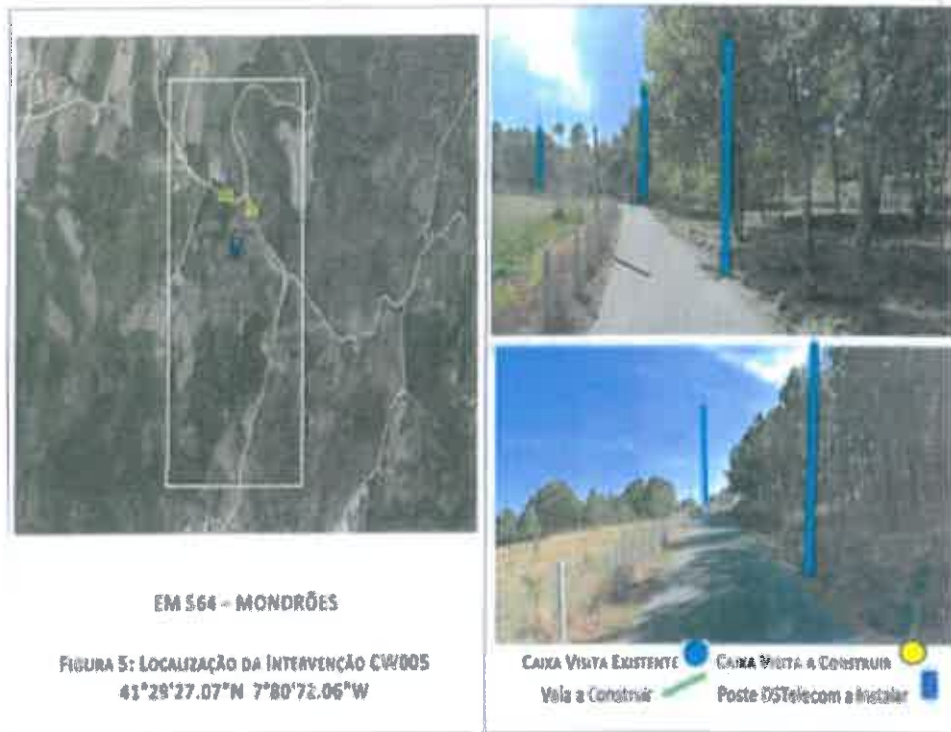 EM 564 – MONDRÕES
FIGURA 5: LOCALIZAÇÃO DA INTERVENÇÃO CW005
41°29'27.07"N 7°80'72.06"W
CAIXA VISITA EXISTENTE
CAIXA VISITA A CONSTRUIR
Vala a Construir
Poste DSTelecom a Instalar